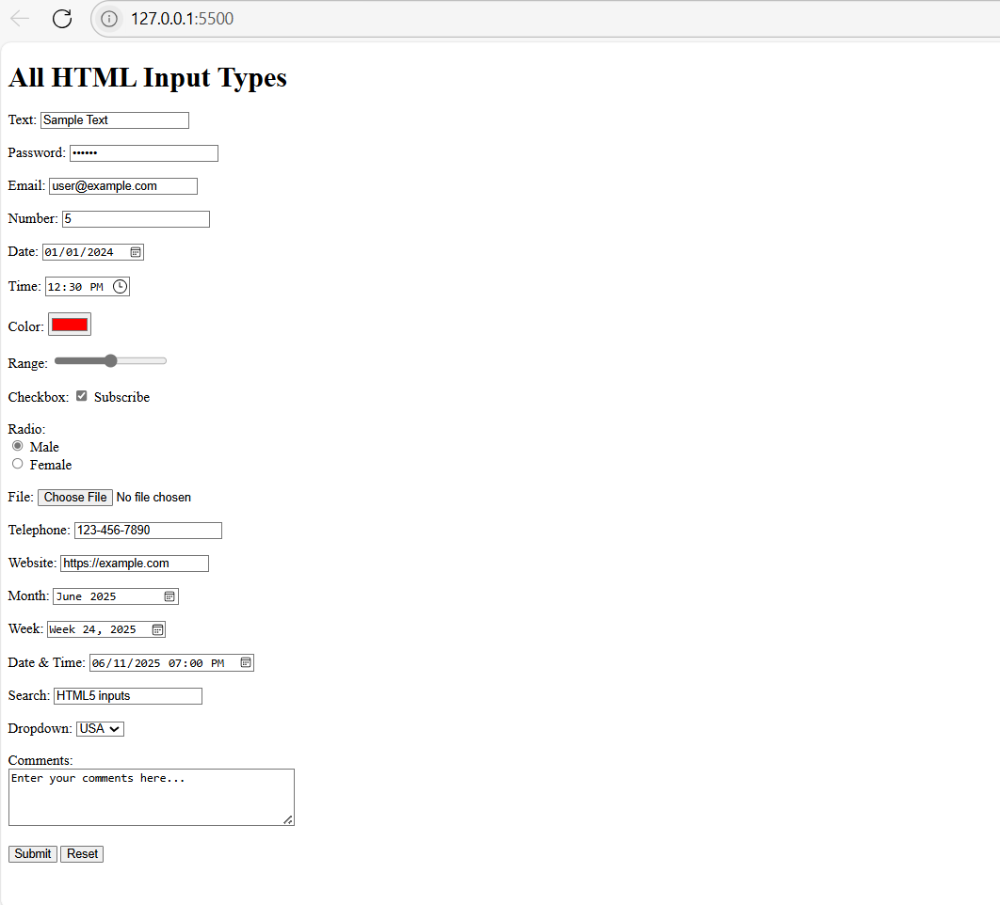 127.0.0.1:5500
All HTML Input Types
Text: Sample Text
Password: ••••••
Email: user@example.com
Number: 5
Date: 01/01/2024
Time: 12:30 PM
Color:
Range:
Checkbox: Subscribe
Radio:
Male
Female
File: Choose File No file chosen
Telephone: 123-456-7890
Website: https://example.com
Month: June 2025
Week: Week 24, 2025
Date & Time: 06/11/2025 07:00 PM
Search: HTML5 inputs
Dropdown: USA
Comments:
Enter your comments here...
Submit Reset